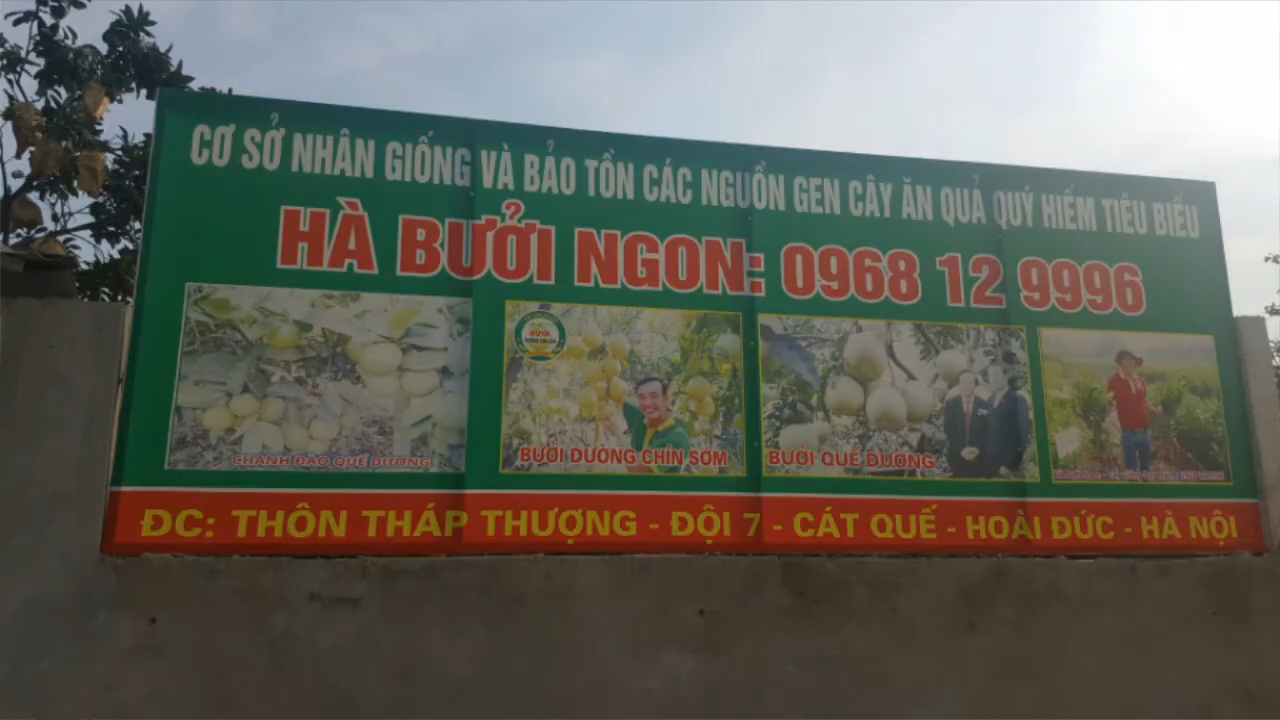 CƠ SỞ NHÂN GIỐNG VÀ BẢO TỒN CÁC NGUỒN GEN CÂY ĂN QUẢ QUÝ HIẾM TIÊU BIỂU
HÀ BƯỞI NGON: 0968 12 9996
BƯỞI
CHANH ĐÀO QUẾ DƯƠNG
BƯỞI DƯỜNG CHÍN SỚM
BƯỞI QUẾ DƯƠNG
ĐC: THÔN THÁP THƯỢNG - ĐỘI 7 - CÁT QUẾ - HOÀI ĐỨC - HÀ NỘI